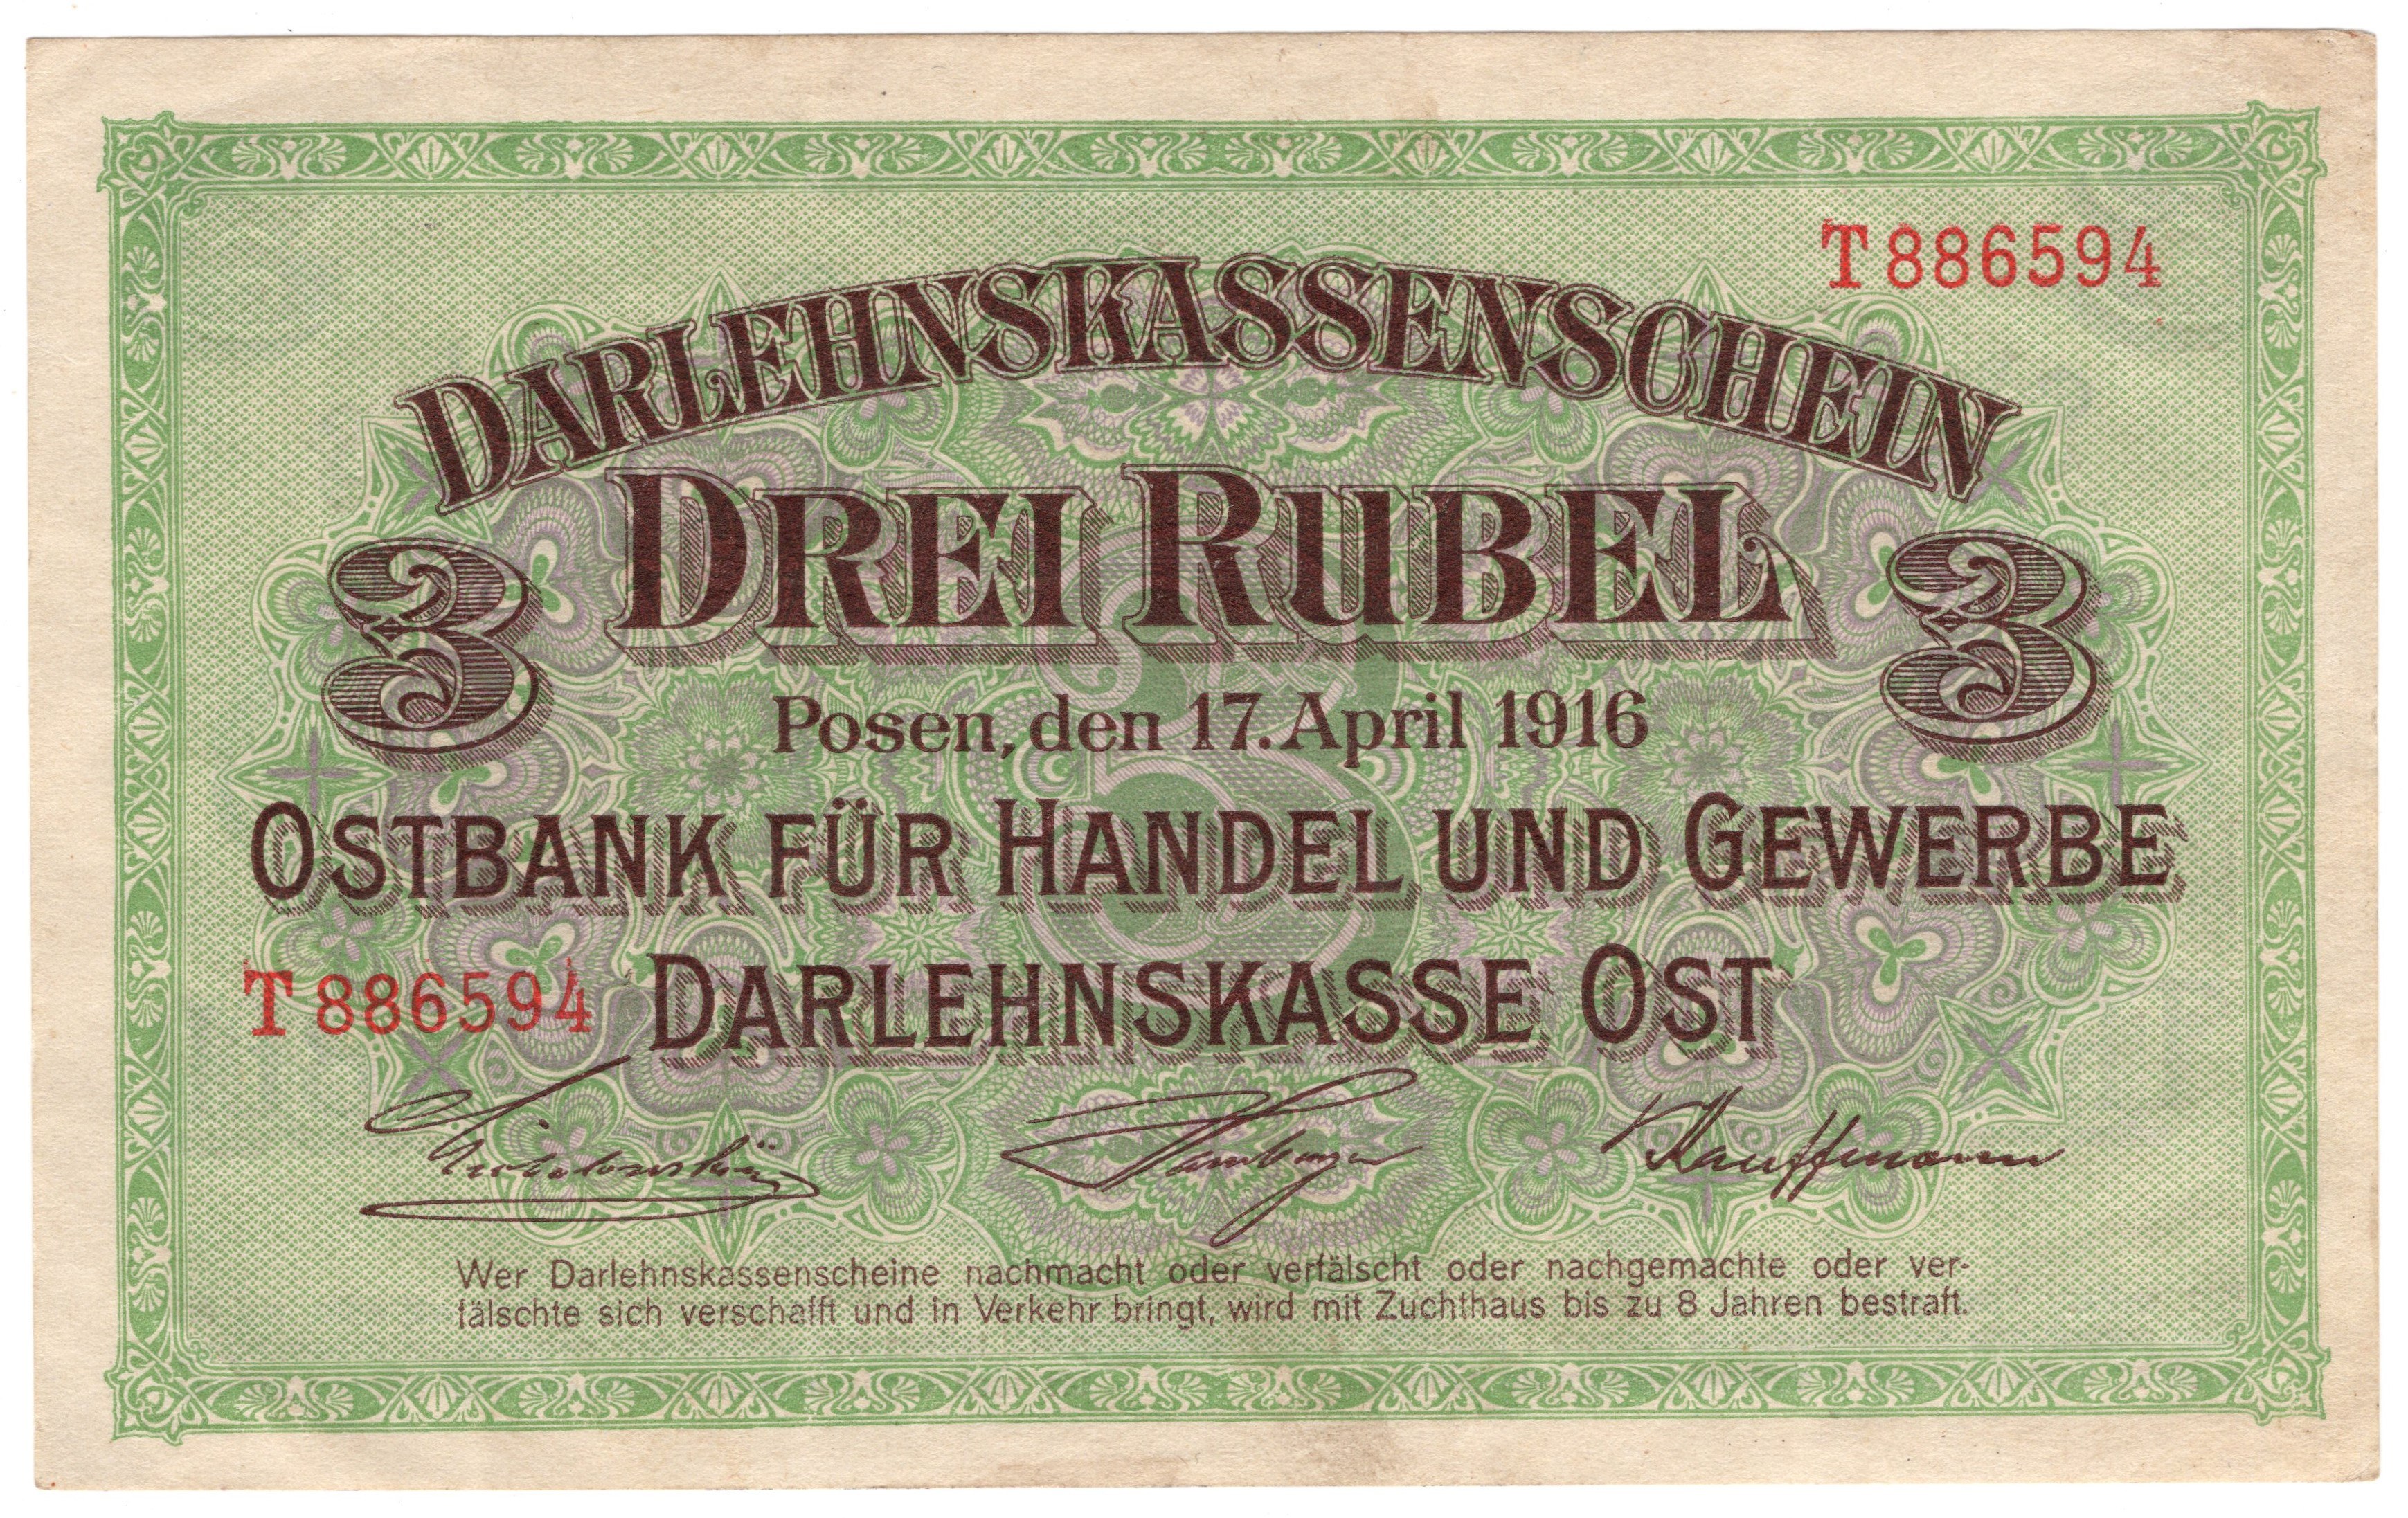 T886594
DARLEHNSKASSENSCHEIN
3 DREI RUBEL 3
Posen, den 17. April 1916
OSTBANK FÜR HANDEL UND GEWERBE
T886594 DARLEHNSKASSE OST
Kauffmann
Wer Darlehnskassenscheine nachmacht oder verfälscht oder nachgemachte oder ver-
fälschte sich verschafft und in Verkehr bringt, wird mit Zuchthaus bis zu 8 Jahren bestraft.